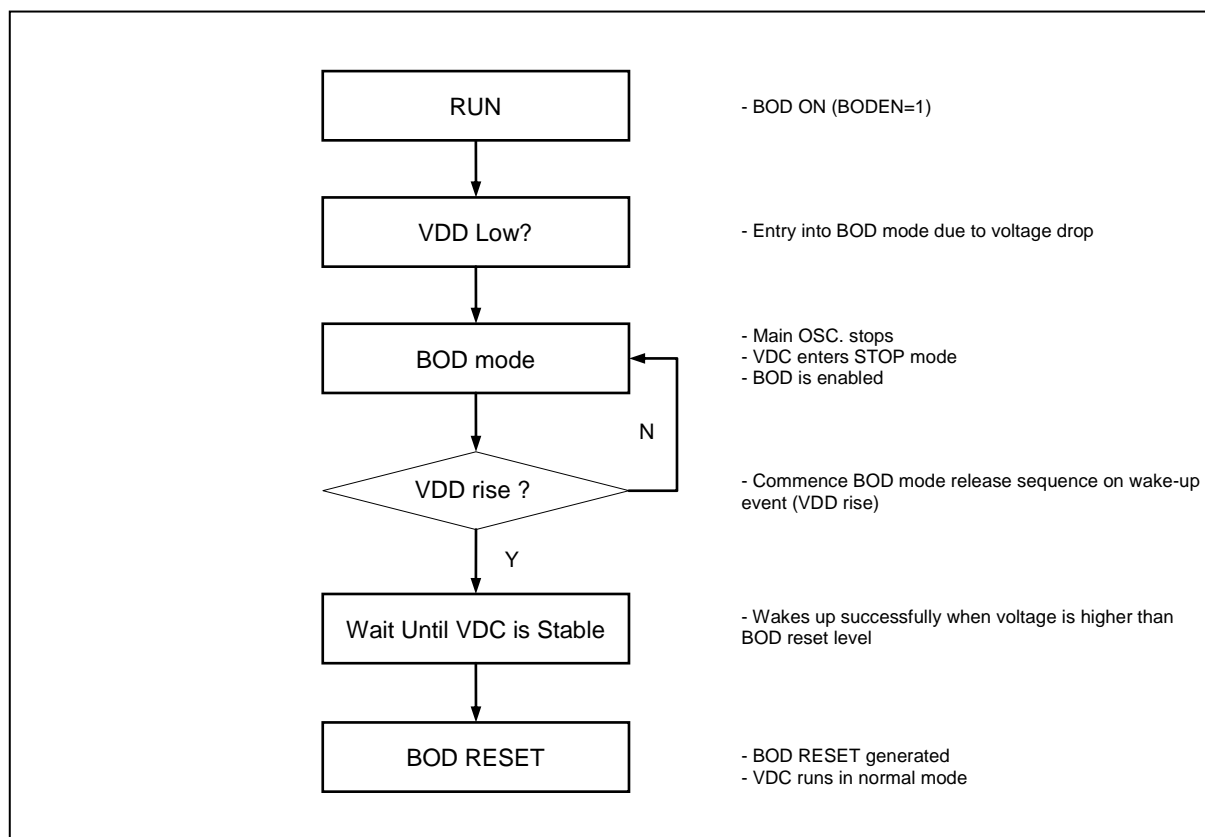 RUN
- BOD ON (BODEN=1)
VDD Low?
- Entry into BOD mode due to voltage drop
BOD mode
- Main OSC. stops
- VDC enters STOP mode
- BOD is enabled
N
VDD rise ?
- Commence BOD mode release sequence on wake-up
event (VDD rise)
Y
Wait Until VDC is Stable
- Wakes up successfully when voltage is higher than
BOD reset level
BOD RESET
- BOD RESET generated
- VDC runs in normal mode